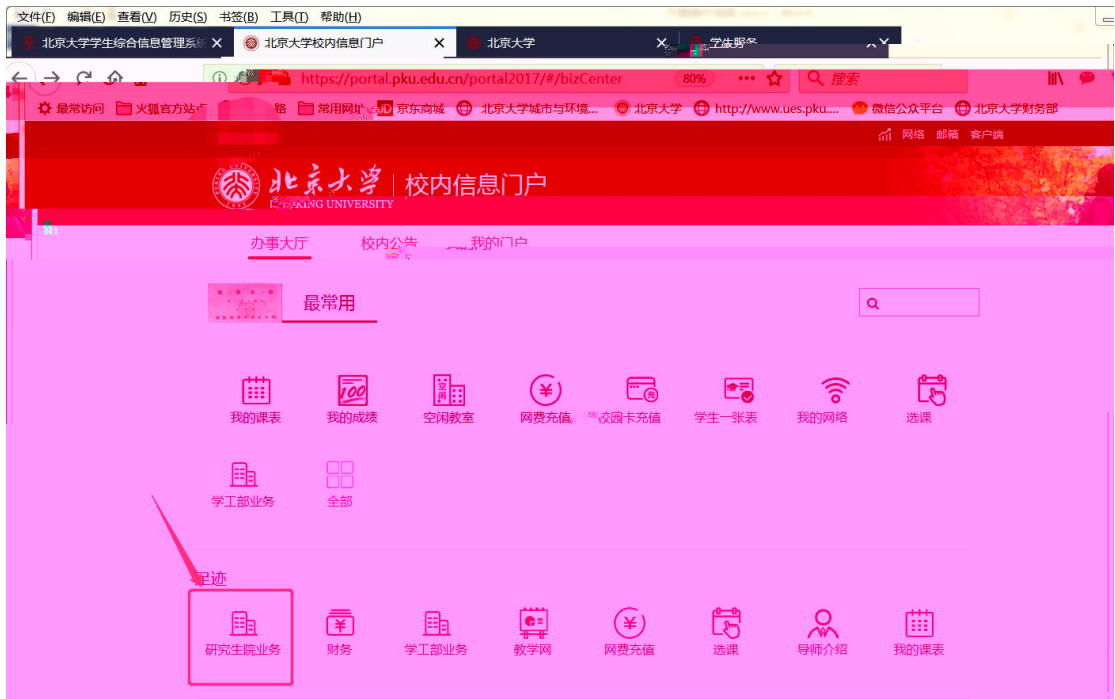 文件(F) 编辑(E) 查看(V) 历史(S) 书签(B) 工具(T) 帮助(H)
北京大学学生综合信息管理系 北京大学校内信息门户 北京大学
https://portal.pku.edu.cn/portal2017/#/bizCenter 80% 搜索
最常访问 火狐官方站点 路 常用网址 JD 京东商城 北京大学城市与环境... 北京大学 http://www.ues.pku.... 微信公众平台 北京大学财务部
网络 邮箱 客户端
北京大学 校内信息门户
PEKING UNIVERSITY
办事大厅 校内公告 我的门户
最常用
100 空闲 免
我的课表 我的成绩 空闲教室 网费充值 校园卡充值 学生一张表 我的网络 选课
学工部业务 全部
足迹
研究生院业务 财务 学工部业务 教学网 网费充值 选课 导师介绍 我的课表